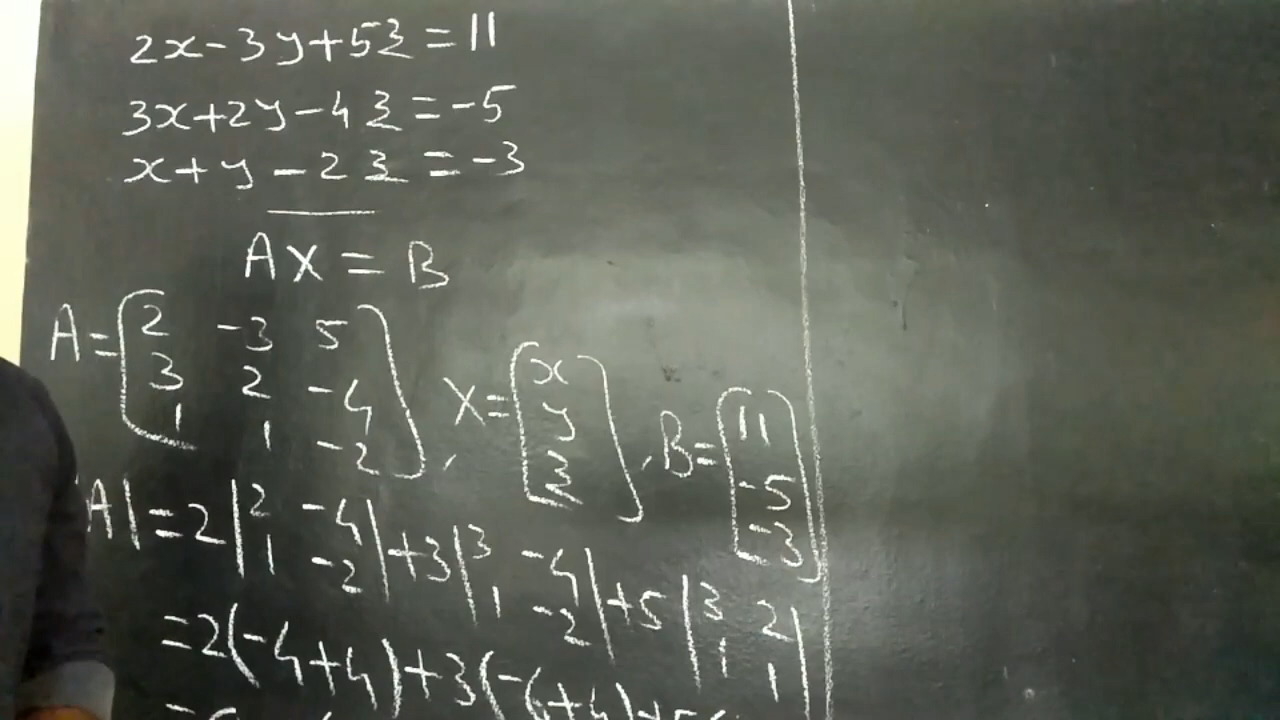 2x-3y+5z=11
3x+2y-4z=-5
x+y-2z=-3
AX=B
A=[2 -3 5
3 2 -4
1 1 -2], X=[x
y
z], B=[11
-5
-3]
|A|=2|2 -4
1 -2|+3|3 -4
1 -2|+5|3 2
1 1|
=2(-4+4)+3(-6+4)+5(
=